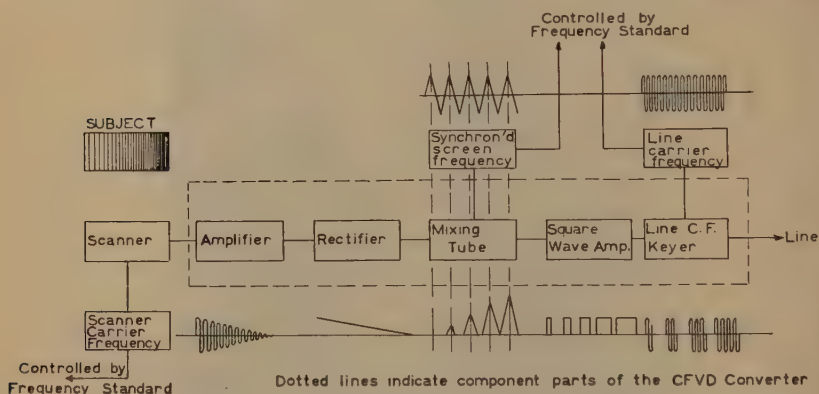 Controlled by
Frequency Standard
SUBJECT
Synchron'd
screen
frequency
Line
carrier
frequency
Scanner
Amplifier
Rectifier
Mixing
Tube
Square
Wave Amp.
Line C.F.
Keyer
Line
Scanner
Carrier
Frequency
Controlled by
Frequency Standard
Dotted lines indicate component parts of the CFVD Converter